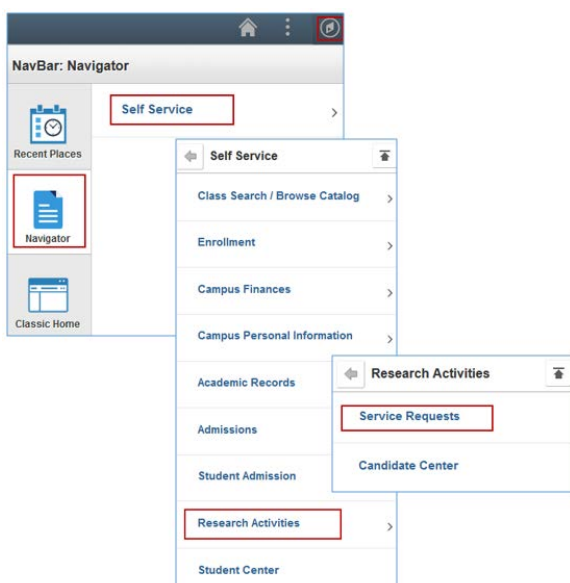 NavBar: Navigator
Recent Places
Self Service
Navigator
Classic Home
Self Service
Class Search / Browse Catalog
Enrollment
Campus Finances
Campus Personal Information
Academic Records
Admissions
Student Admission
Research Activities
Student Center
Research Activities
Service Requests
Candidate Center